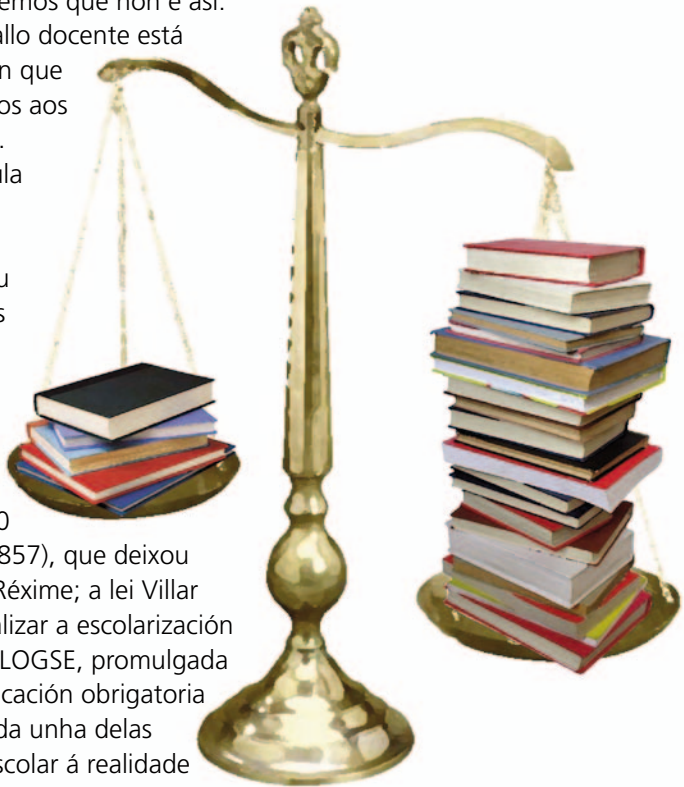 emos que non é así.
allo docente está
n que
os aos
.
ula
u
s
0
857), que deixou
Réxime; a lei Villar
alizar a escolarización
LOGSE, promulgada
cación obrigatoria
da unha delas
scolar á realidade